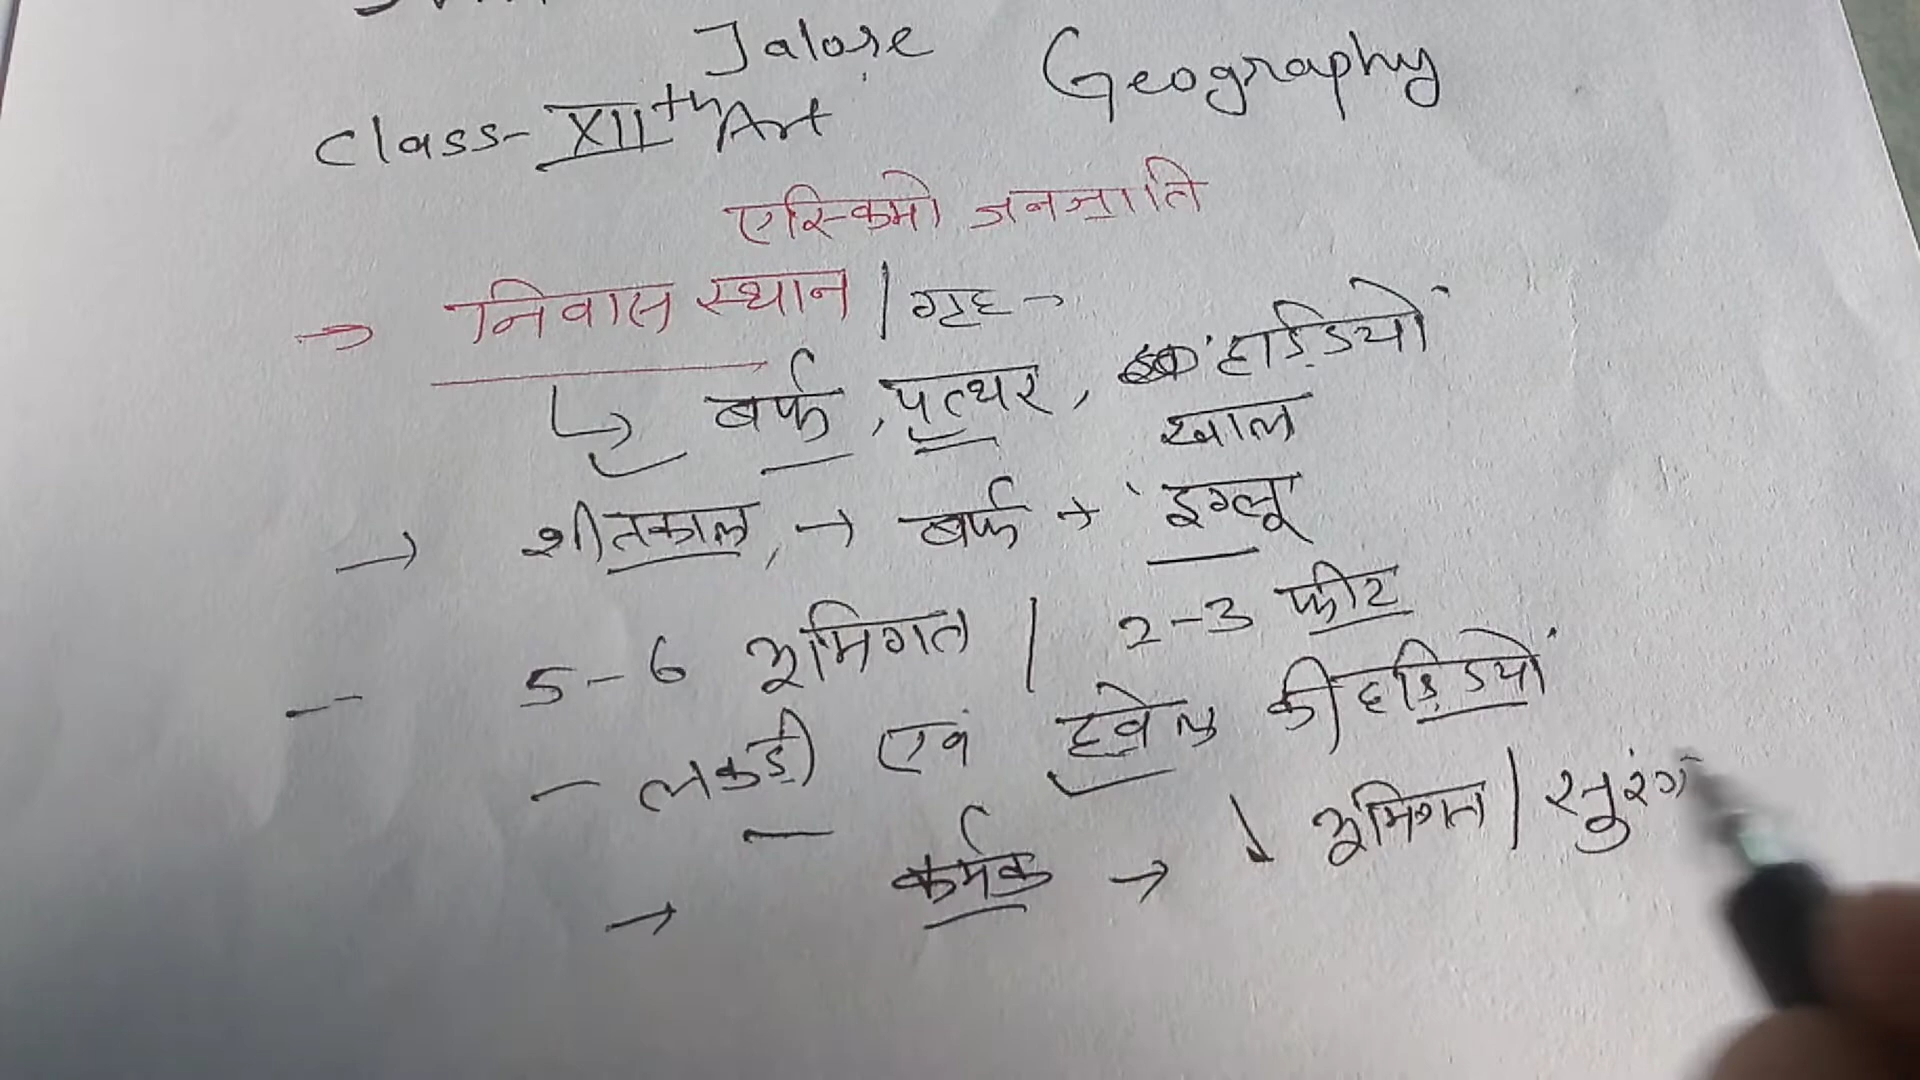 Jalore Geography
Class-XIIth Art
एस्किमो जनजाति
→ निवास स्थान | गृह -
↳ बर्फ, पत्थर, हड्डियों
खाल
→ शीतकाल, → बर्फ → 'इग्लू'
-- 5-6 भूमिगत | 2-3 फीट
- लकड़ी एवं हवेल की हड्डियों
→ कर्मक → ↓ भूमिगत | सुरंग